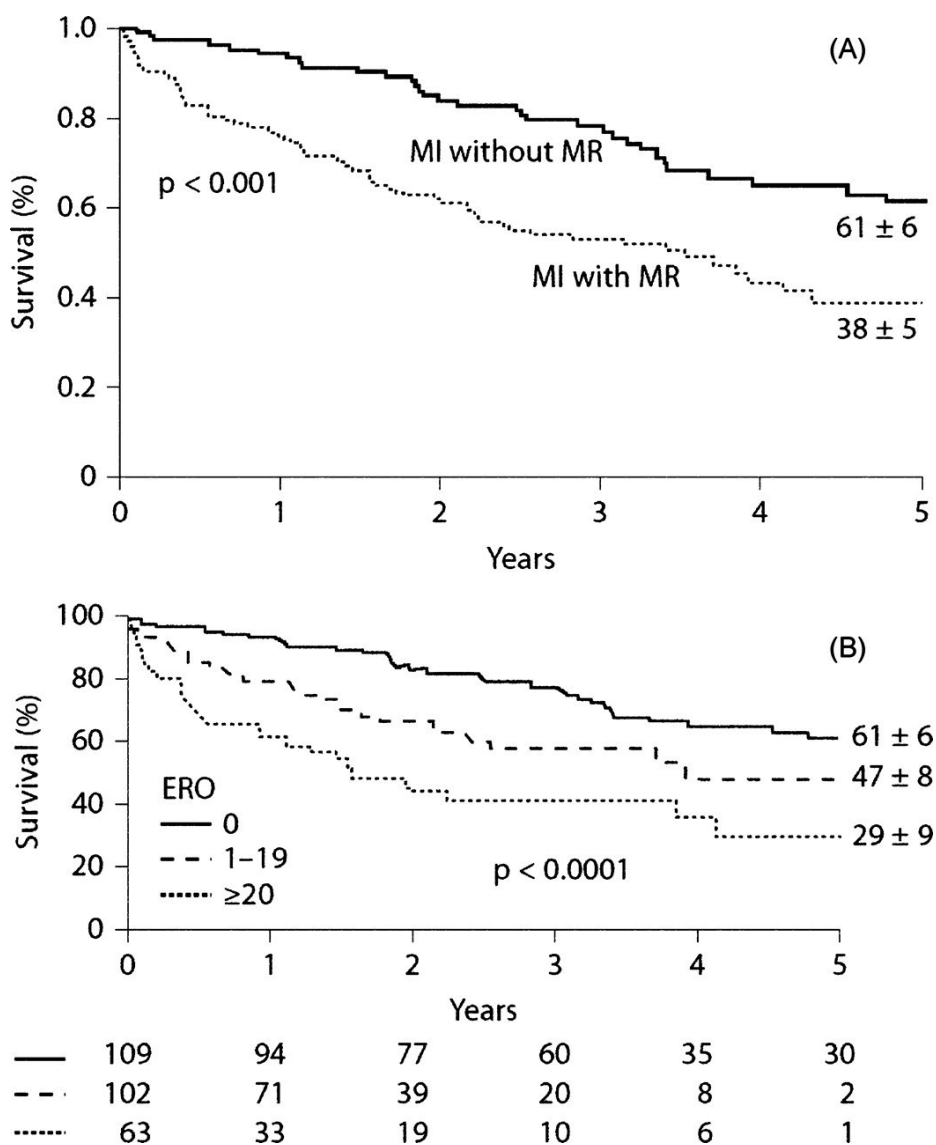 (A)
1.0
0.8
0.6
0.4
0.2
0
Survival (%)
MI without MR
p < 0.001
61 ± 6
MI with MR
38 ± 5
0 1 2 3 4 5
Years
(B)
100
80
60
40
20
0
Survival (%)
61 ± 6
47 ± 8
29 ± 9
ERO
0
1–19
≥20
p < 0.0001
0 1 2 3 4 5
Years
109 94 77 60 35 30
102 71 39 20 8 2
63 33 19 10 6 1